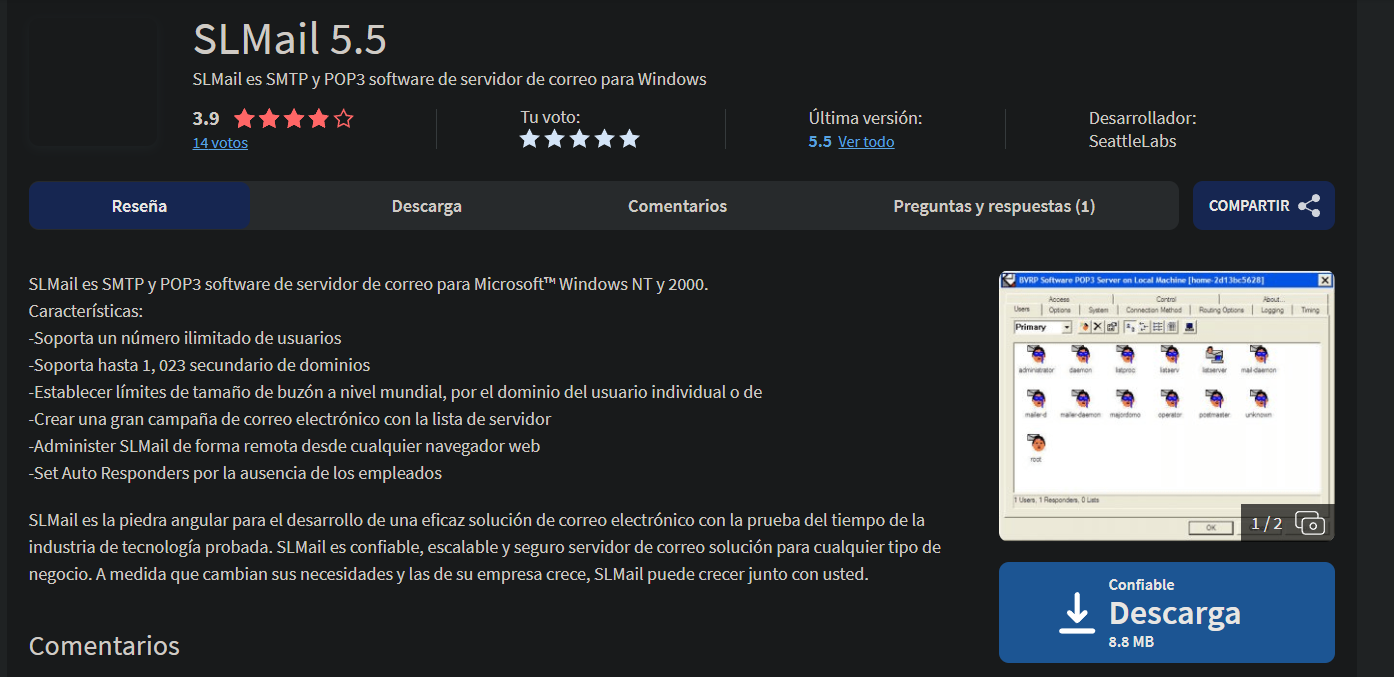 SLMail 5.5
SLMail es SMTP y POP3 software de servidor de correo para Windows
3.9
14 votos
Tu voto:
Última versión:
5.5 Ver todo
Desarrollador:
SeattleLabs
Reseña
Descarga
Comentarios
Preguntas y respuestas (1)
COMPARTIR
SLMail es SMTP y POP3 software de servidor de correo para Microsoft™ Windows NT y 2000.
Características:
-Soporta un número ilimitado de usuarios
-Soporta hasta 1, 023 secundario de dominios
-Establecer límites de tamaño de buzón a nivel mundial, por el dominio del usuario individual o de
-Crear una gran campaña de correo electrónico con la lista de servidor
-Administer SLMail de forma remota desde cualquier navegador web
-Set Auto Responders por la ausencia de los empleados
SLMail es la piedra angular para el desarrollo de una eficaz solución de correo electrónico con la prueba del tiempo de la
industria de tecnología probada. SLMail es confiable, escalable y seguro servidor de correo solución para cualquier tipo de
negocio. A medida que cambian sus necesidades y las de su empresa crece, SLMail puede crecer junto con usted.
Comentarios
BVRP Software POP3 Server on Local Machine [home-2d13bc5628]
Access Control About...
Users Options System Connection Method Routing Options Logging Timing
Primary
administrator daemon listproc listserv listserver mail-daemon
mailer-d mailer-daemon majordomo operator postmaster unknown
root
1 Users, 1 Responders, 0 Lists
OK
1 / 2
Confiable
Descarga
8.8 MB